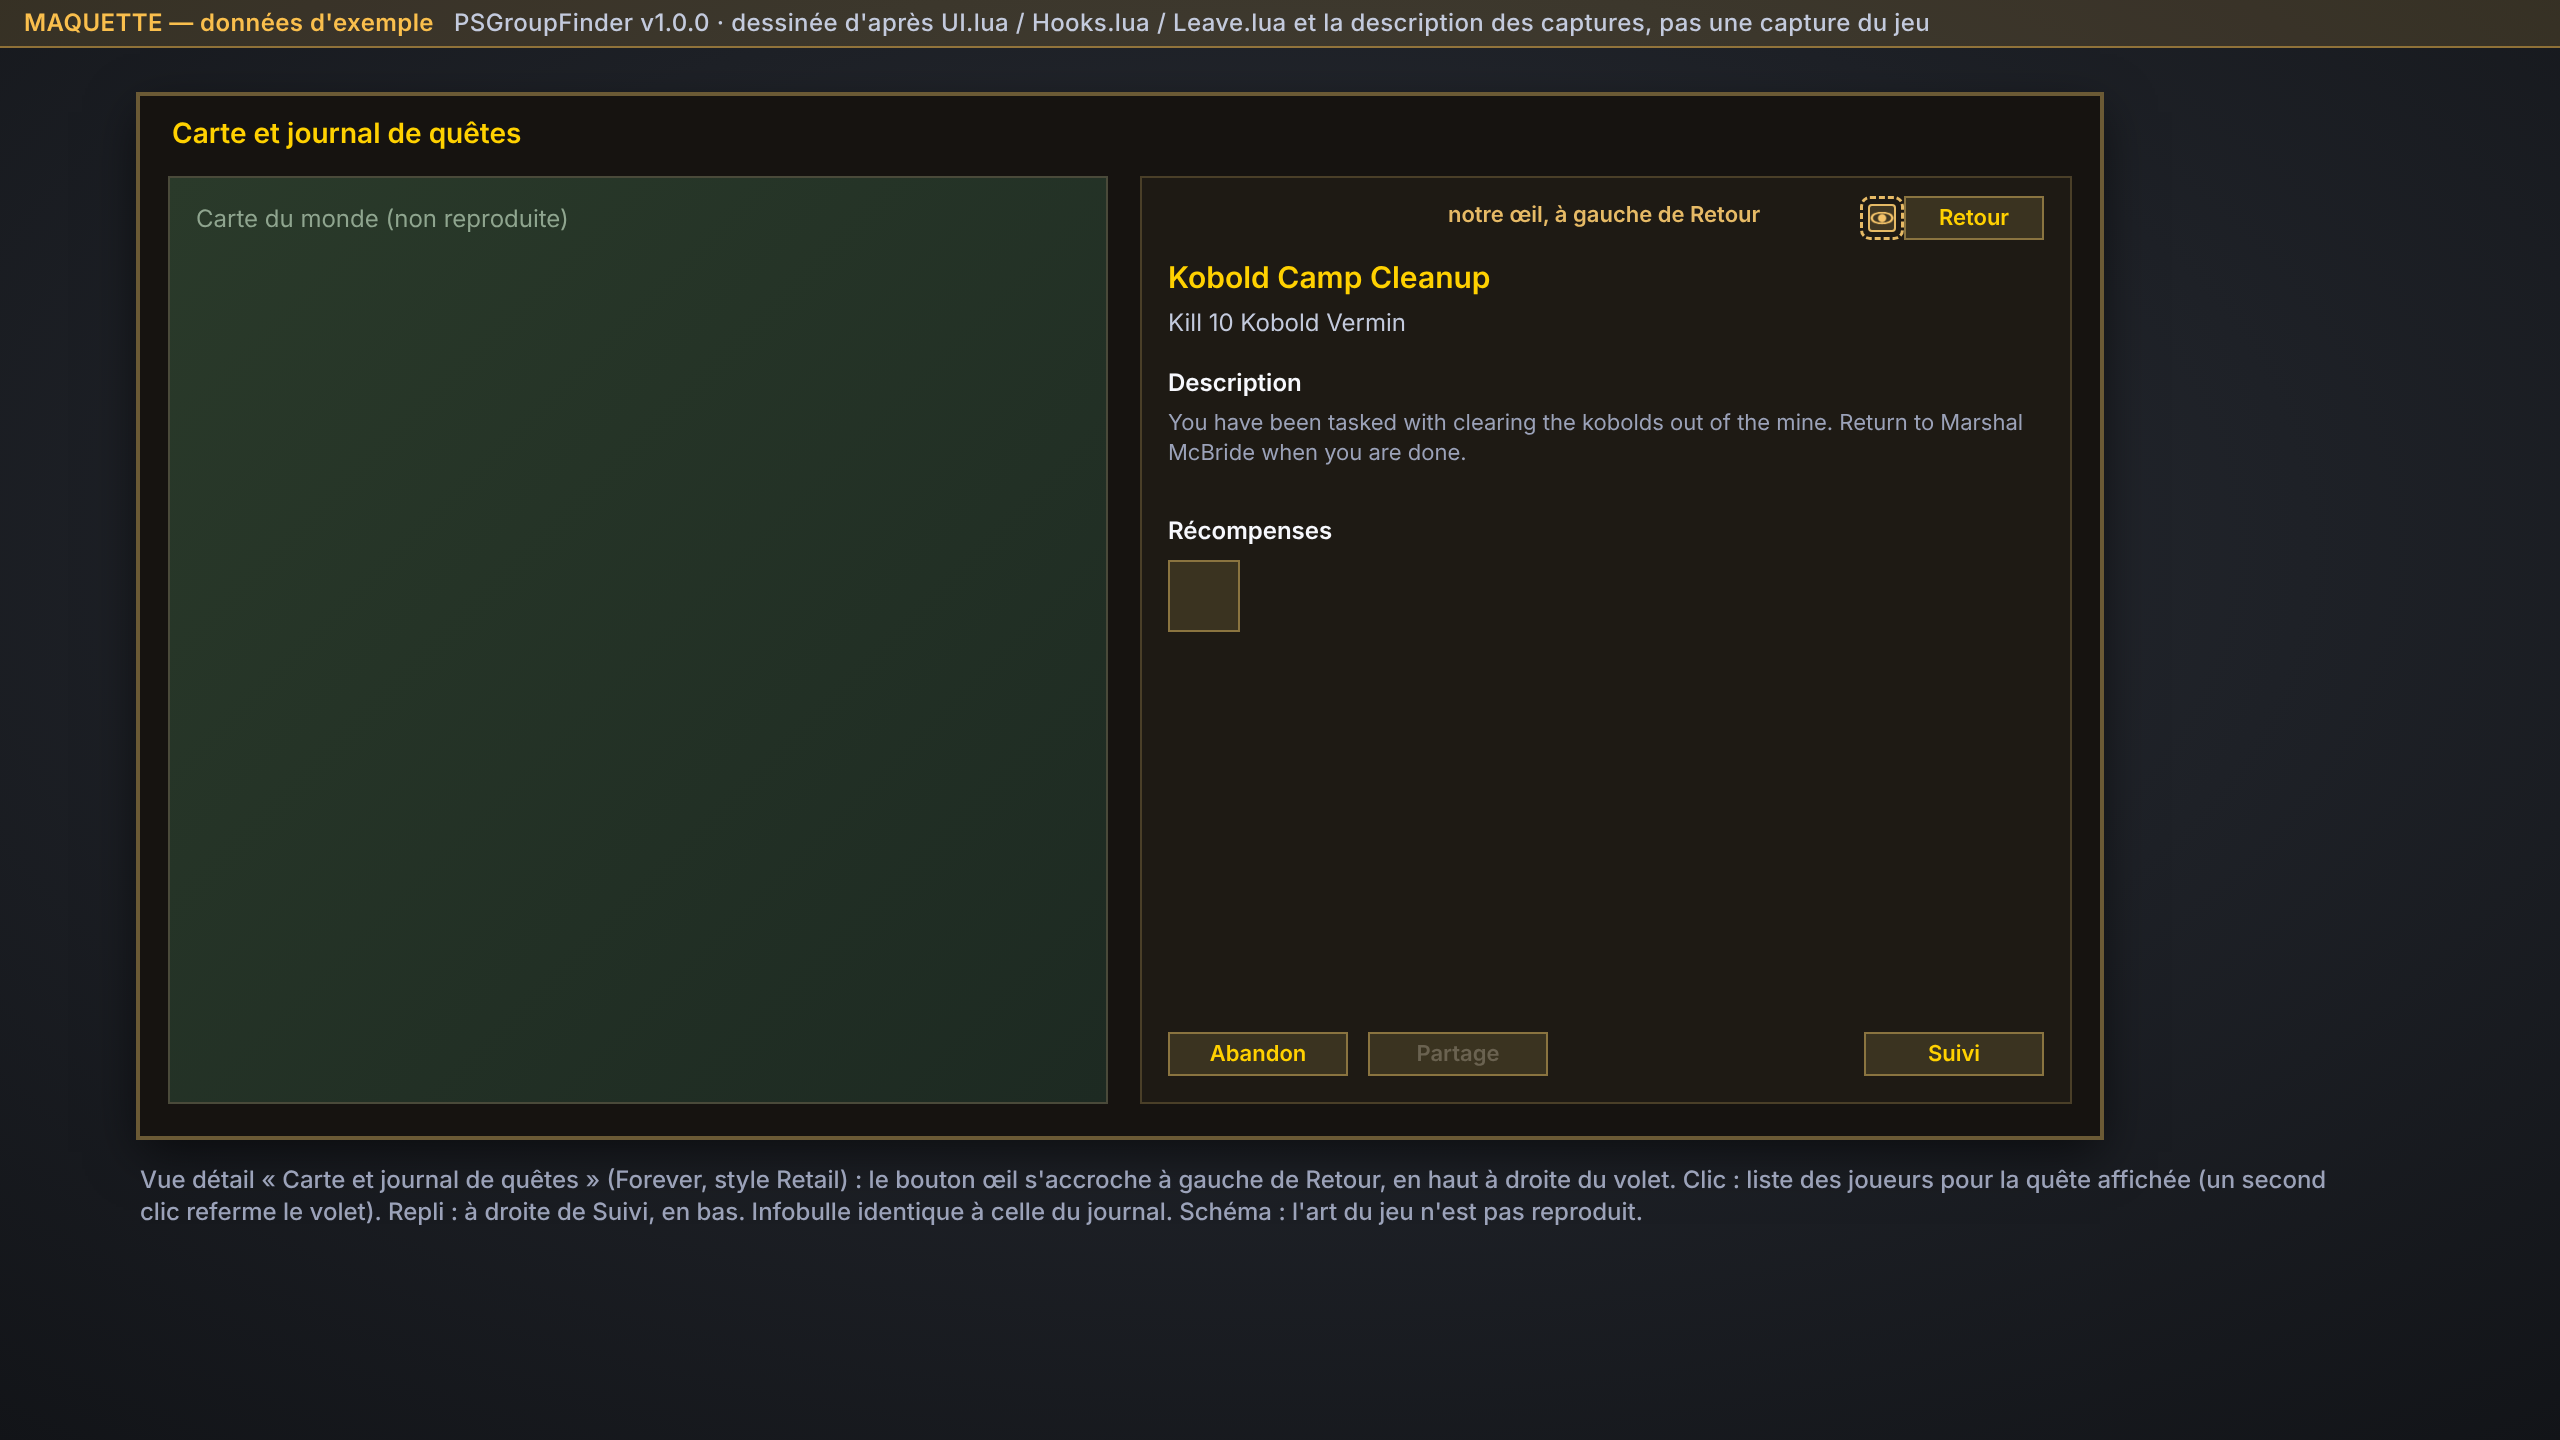 MAQUETTE — données d'exemple PSGroupFinder v1.0.0 · dessinée d'après UI.lua / Hooks.lua / Leave.lua et la description des captures, pas une capture du jeu
Carte et journal de quêtes
Carte du monde (non reproduite)
notre œil, à gauche de Retour
Retour
Kobold Camp Cleanup
Kill 10 Kobold Vermin
Description
You have been tasked with clearing the kobolds out of the mine. Return to Marshal
McBride when you are done.
Récompenses
Abandon
Partage
Suivi
Vue détail « Carte et journal de quêtes » (Forever, style Retail) : le bouton œil s'accroche à gauche de Retour, en haut à droite du volet. Clic : liste des joueurs pour la quête affichée (un second
clic referme le volet). Repli : à droite de Suivi, en bas. Infobulle identique à celle du journal. Schéma : l'art du jeu n'est pas reproduit.